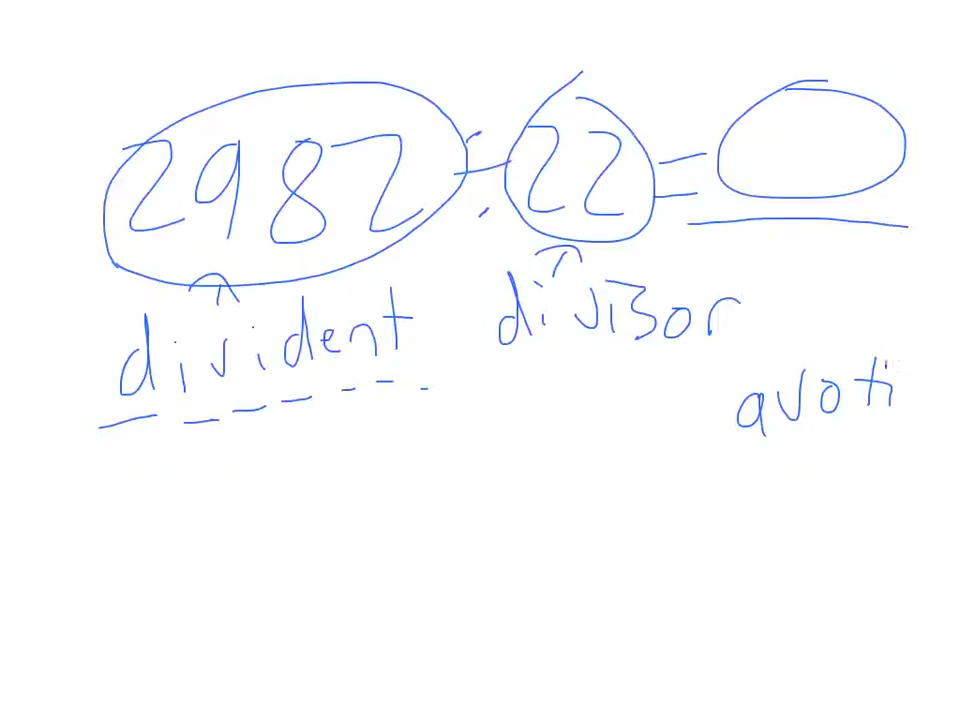 2982 ÷ 22 =
divident divisor
quoti